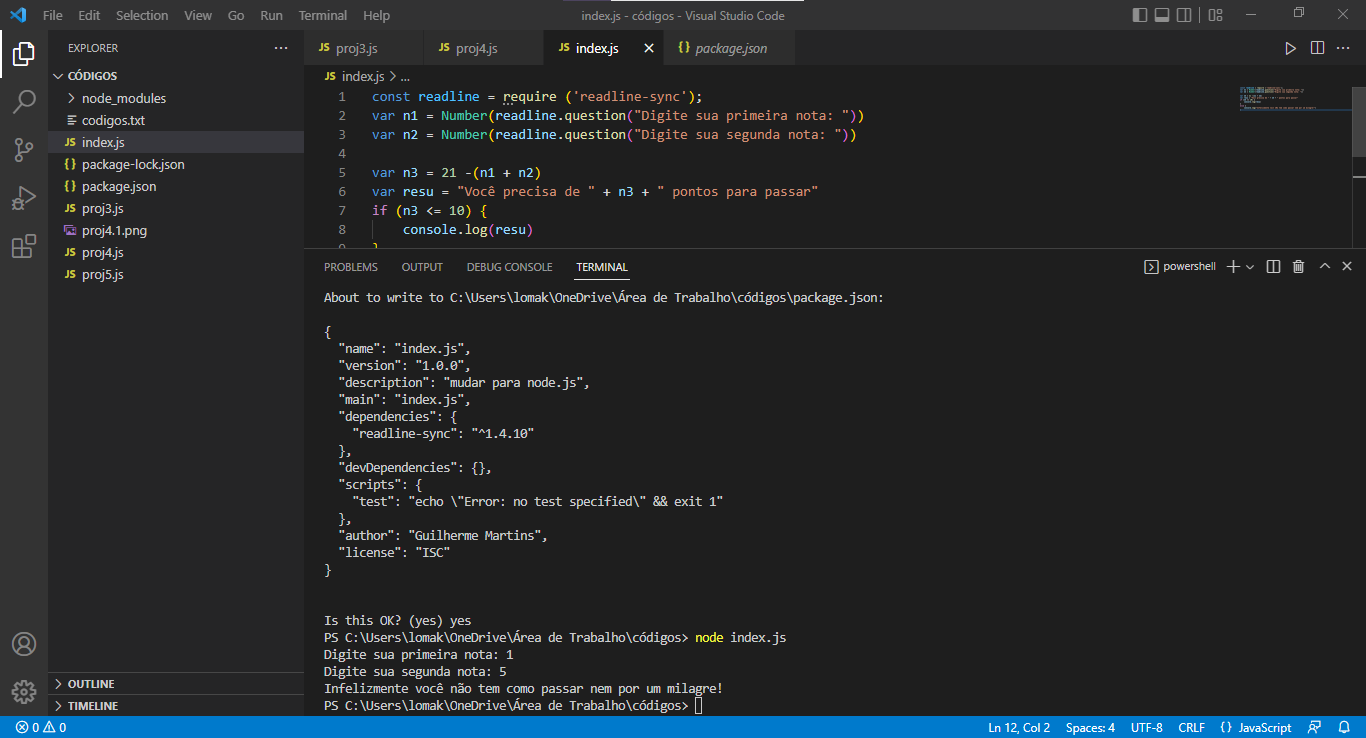 File Edit Selection View Go Run Terminal Help index.js - códigos - Visual Studio Code
EXPLORER
CÓDIGOS
node_modules
codigos.txt
JS index.js
{} package-lock.json
{} package.json
JS proj3.js
proj4.1.png
JS proj4.js
JS proj5.js
OUTLINE
TIMELINE
JS proj3.js JS proj4.js JS index.js {} package.json
JS index.js > ...
1 const readline = require ('readline-sync');
2 var n1 = Number(readline.question("Digite sua primeira nota: "))
3 var n2 = Number(readline.question("Digite sua segunda nota: "))
4
5 var n3 = 21 -(n1 + n2)
6 var resu = "Você precisa de " + n3 + " pontos para passar"
7 if (n3 <= 10) {
8 console.log(resu)
9 }
PROBLEMS OUTPUT DEBUG CONSOLE TERMINAL powershell
About to write to C:\Users\lomak\OneDrive\Área de Trabalho\códigos\package.json:
{
"name": "index.js",
"version": "1.0.0",
"description": "mudar para node.js",
"main": "index.js",
"dependencies": {
"readline-sync": "^1.4.10"
},
"devDependencies": {},
"scripts": {
"test": "echo \"Error: no test specified\" && exit 1"
},
"author": "Guilherme Martins",
"license": "ISC"
}
Is this OK? (yes) yes
PS C:\Users\lomak\OneDrive\Área de Trabalho\códigos> node index.js
Digite sua primeira nota: 1
Digite sua segunda nota: 5
Infelizmente você não tem como passar nem por um milagre!
PS C:\Users\lomak\OneDrive\Área de Trabalho\códigos>
0 0 Ln 12, Col 2 Spaces: 4 UTF-8 CRLF {} JavaScript